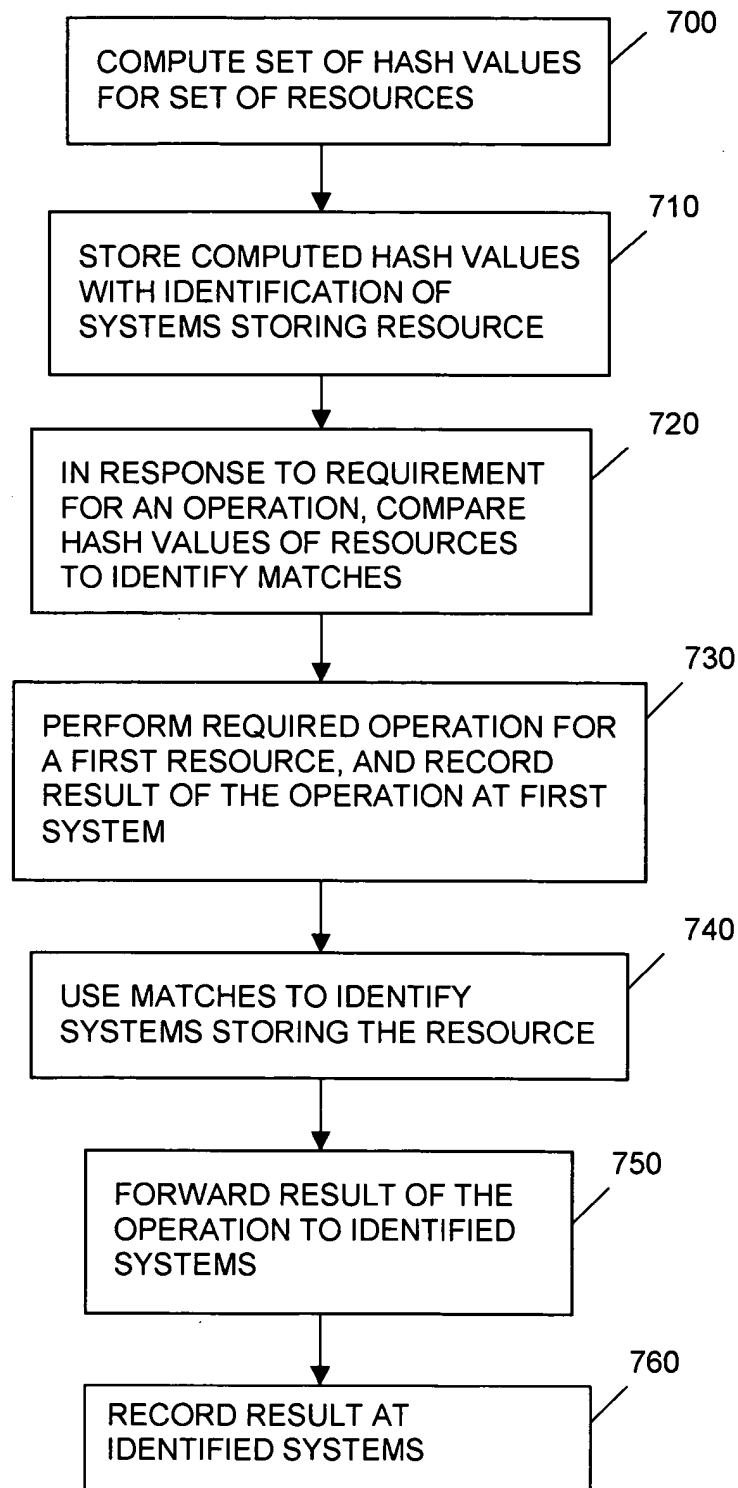 700
COMPUTE SET OF HASH VALUES
FOR SET OF RESOURCES
710
STORE COMPUTED HASH VALUES
WITH IDENTIFICATION OF
SYSTEMS STORING RESOURCE
720
IN RESPONSE TO REQUIREMENT
FOR AN OPERATION, COMPARE
HASH VALUES OF RESOURCES
TO IDENTIFY MATCHES
730
PERFORM REQUIRED OPERATION FOR
A FIRST RESOURCE, AND RECORD
RESULT OF THE OPERATION AT FIRST
SYSTEM
740
USE MATCHES TO IDENTIFY
SYSTEMS STORING THE RESOURCE
750
FORWARD RESULT OF THE
OPERATION TO IDENTIFIED
SYSTEMS
760
RECORD RESULT AT
IDENTIFIED SYSTEMS